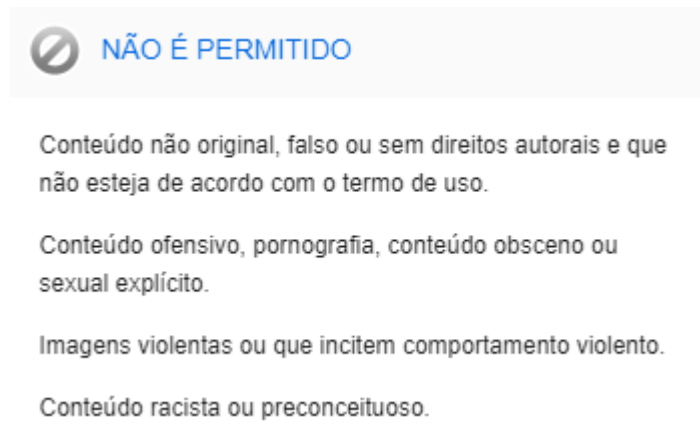 NÃO É PERMITIDO
Conteúdo não original, falso ou sem direitos autorais e que
não esteja de acordo com o termo de uso.
Conteúdo ofensivo, pornografia, conteúdo obsceno ou
sexual explícito.
Imagens violentas ou que incitem comportamento violento.
Conteúdo racista ou preconceituoso.